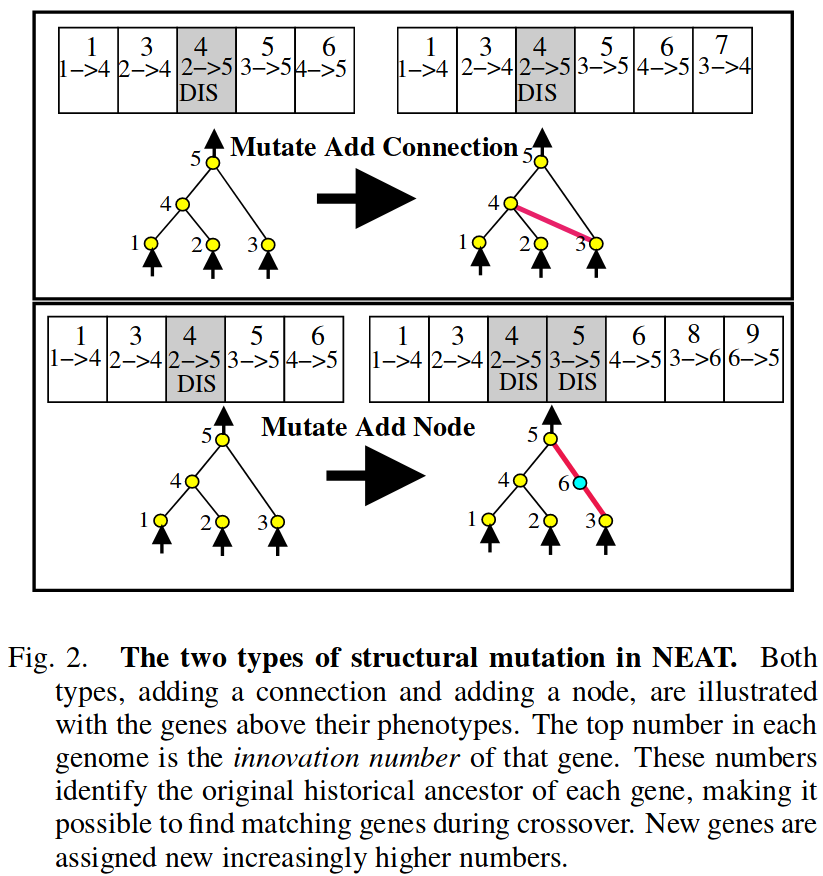 1 3 4 5 6
1->4 2->4 2->5 3->5 4->5
DIS
1 3 4 5 6 7
1->4 2->4 2->5 3->5 4->5 3->4
DIS
Mutate Add Connection
5
4
1 2 3
5
4
1 2 3
1 3 4 5 6
1->4 2->4 2->5 3->5 4->5
DIS
1 3 4 5 6 8 9
1->4 2->4 2->5 3->5 4->5 3->6 6->5
DIS DIS
Mutate Add Node
5
4
1 2 3
5
4 6
1 2 3
Fig. 2. The two types of structural mutation in NEAT. Both
types, adding a connection and adding a node, are illustrated
with the genes above their phenotypes. The top number in each
genome is the innovation number of that gene. These numbers
identify the original historical ancestor of each gene, making it
possible to find matching genes during crossover. New genes are
assigned new increasingly higher numbers.